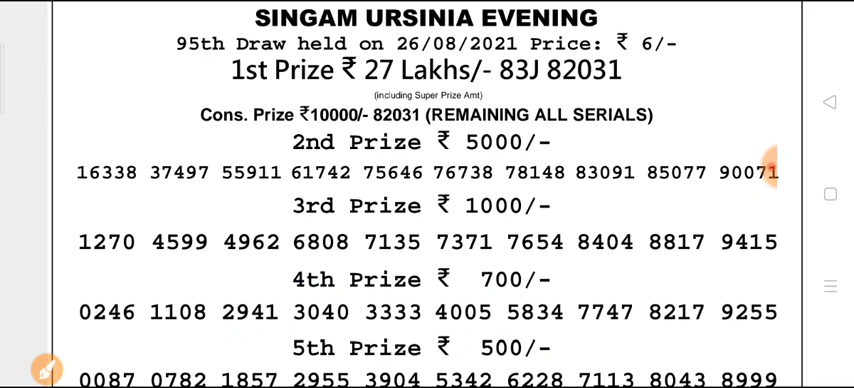 SINGAM URSINIA EVENING
95th Draw held on 26/08/2021 Price: ₹ 6/-
1st Prize ₹ 27 Lakhs/- 83J 82031
(including Super Prize Amt)
Cons. Prize ₹10000/- 82031 (REMAINING ALL SERIALS)
2nd Prize ₹ 5000/-
16338 37497 55911 61742 75646 76738 78148 83091 85077 90071
3rd Prize ₹ 1000/-
1270 4599 4962 6808 7135 7371 7654 8404 8817 9415
4th Prize ₹ 700/-
0246 1108 2941 3040 3333 4005 5834 7747 8217 9255
5th Prize ₹ 500/-
0087 0782 1857 2955 3904 5342 6228 7113 8043 8999